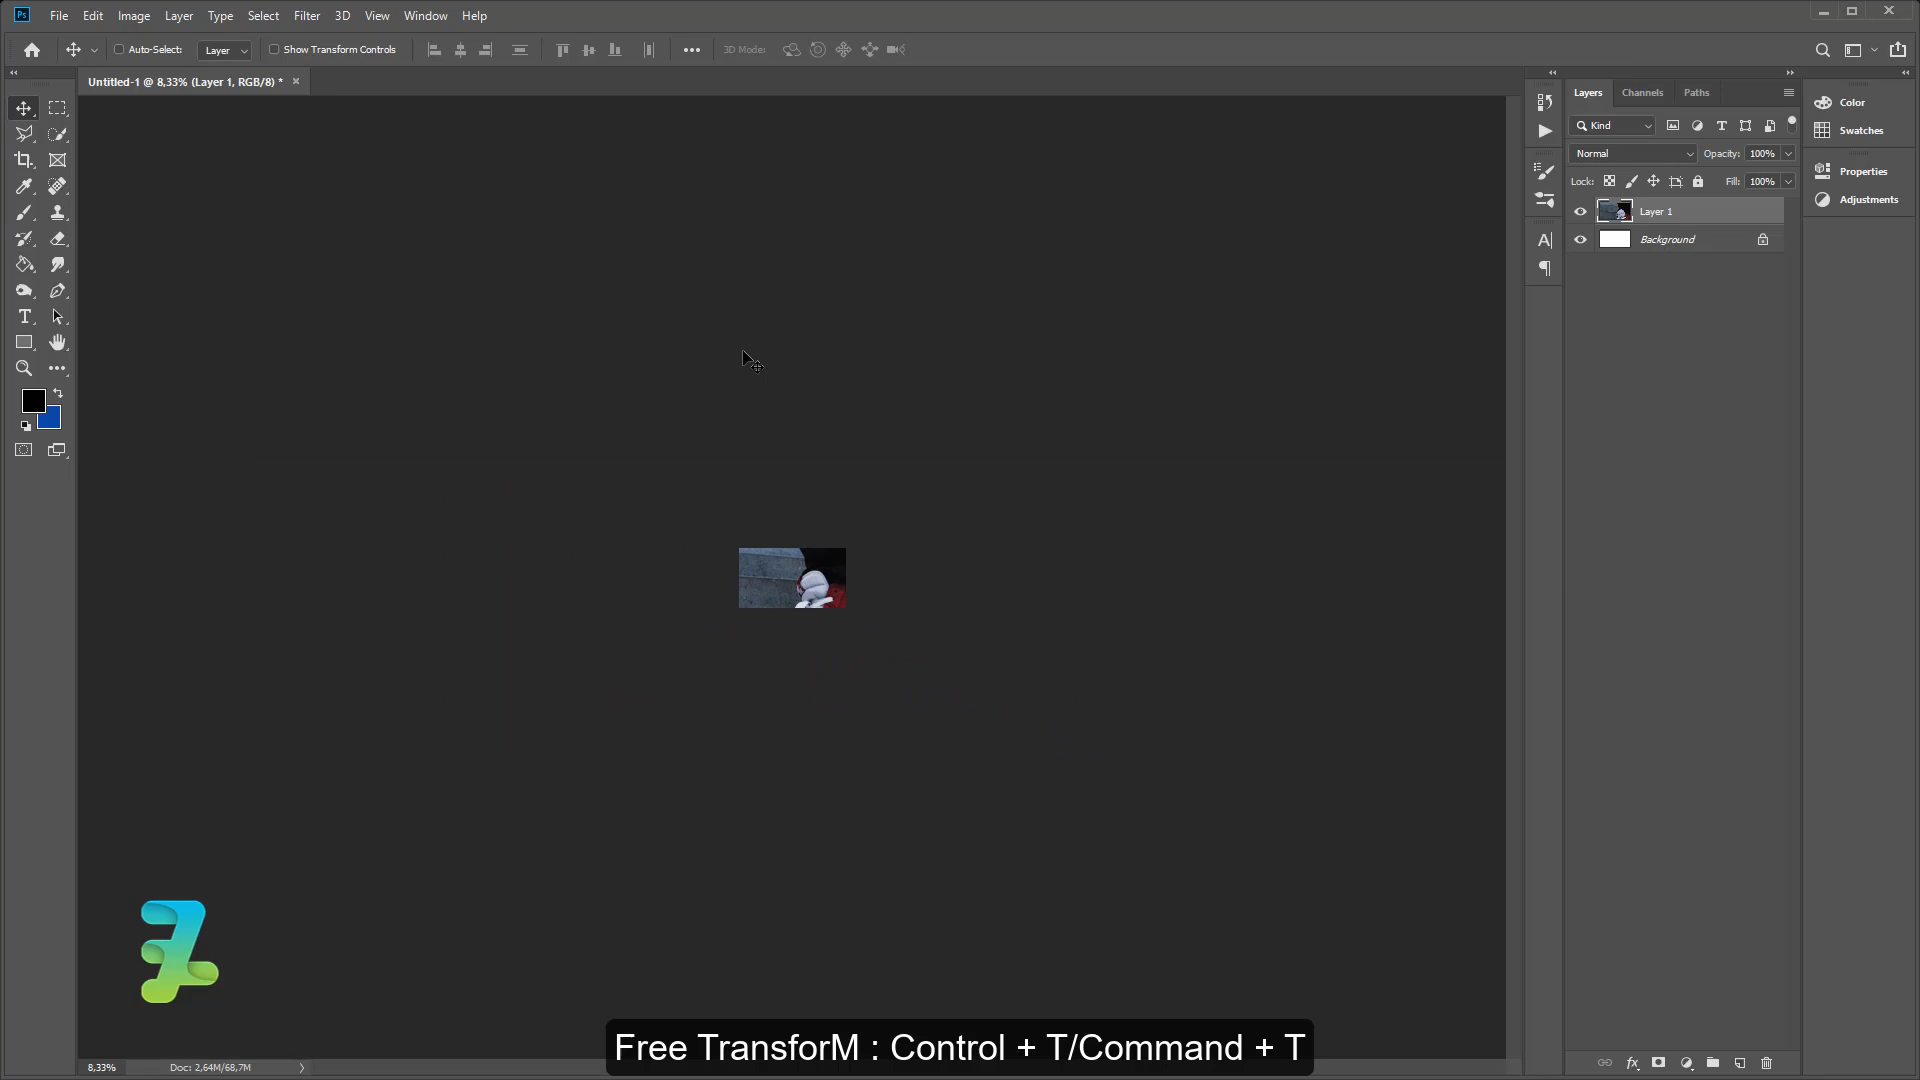 Ps File Edit Image Layer Type Select Filter 3D View Window Help
Auto-Select: Layer Show Transform Controls 3D Mode:
Untitled-1 @ 8,33% (Layer 1, RGB/8) *
Layers Channels Paths
Color
Kind
Swatches
Normal Opacity: 100%
Properties
Lock: Fill: 100%
Adjustments
Layer 1
Background
Free TransforM : Control + T/Command + T
8,33% Doc: 2,64M/68,7M
fx